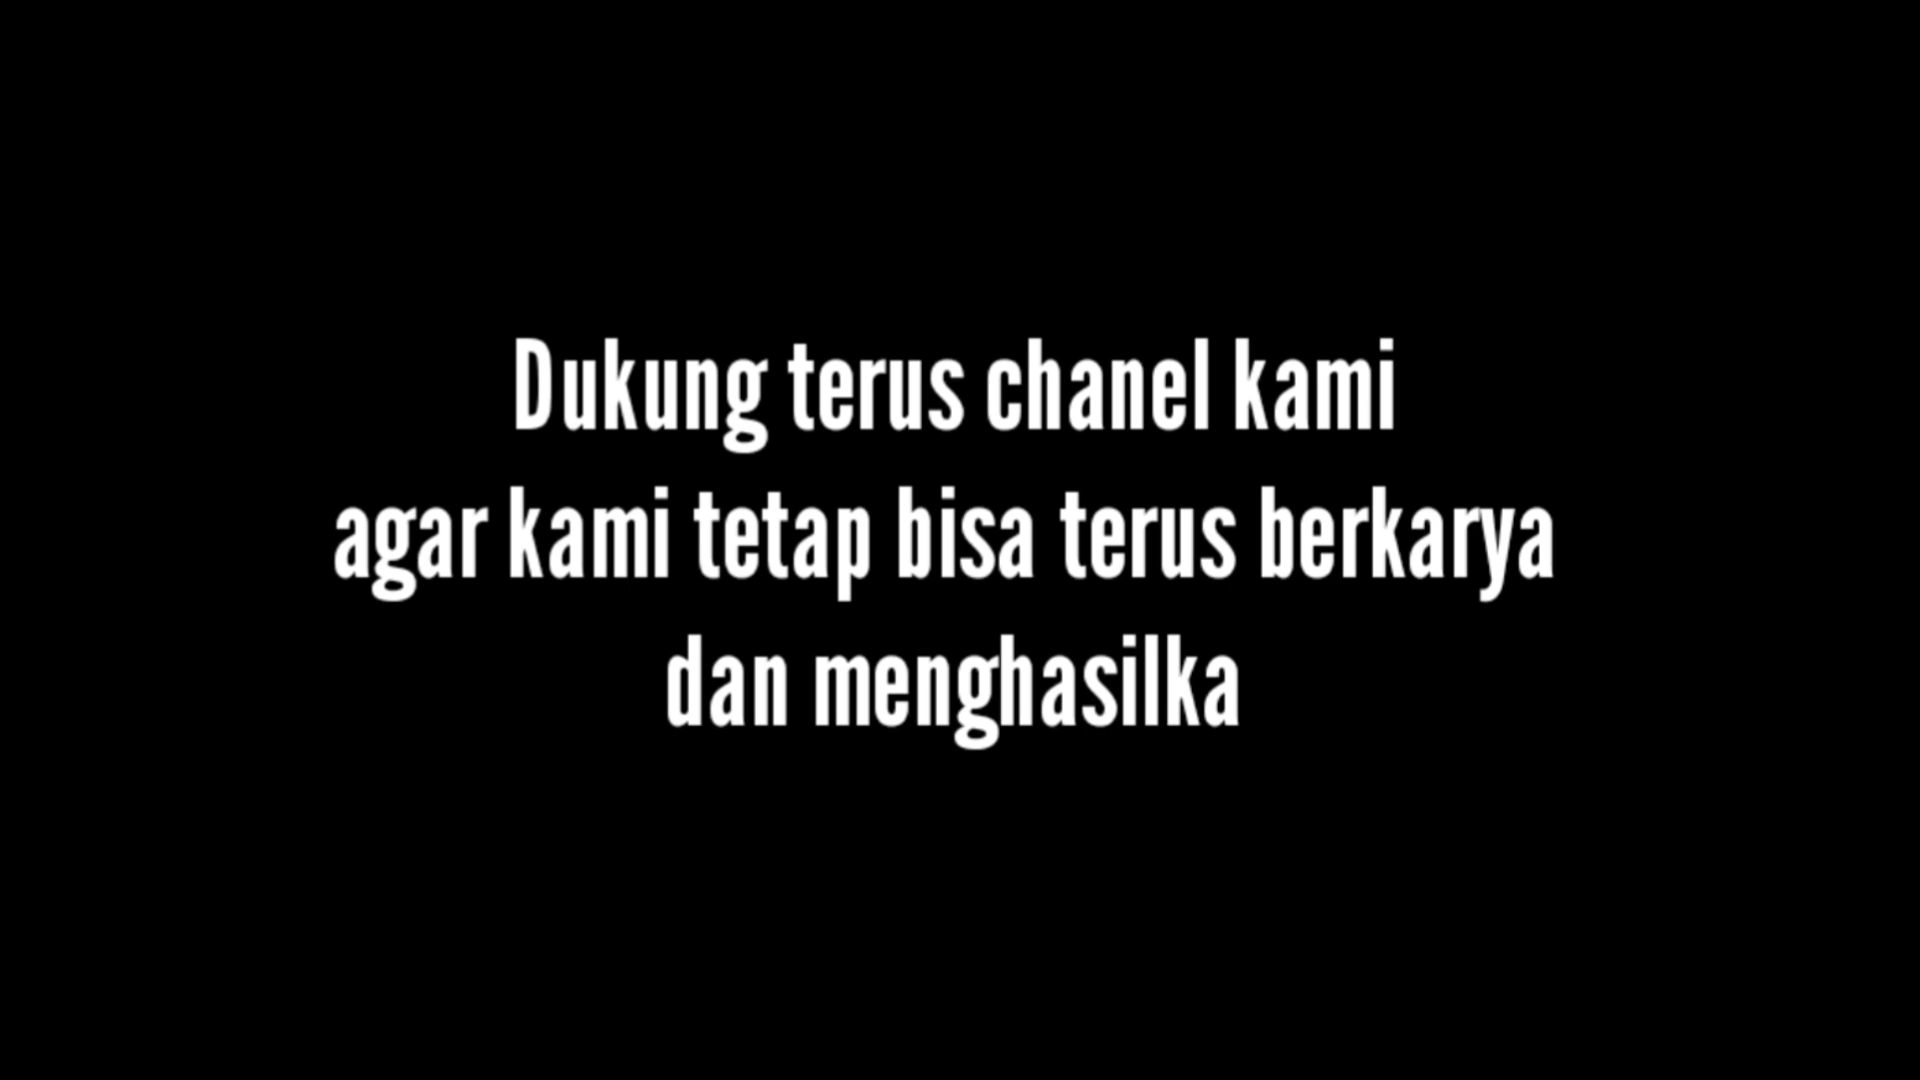 Dukung terus chanel kami
agar kami tetap bisa terus berkarya
dan menghasilka